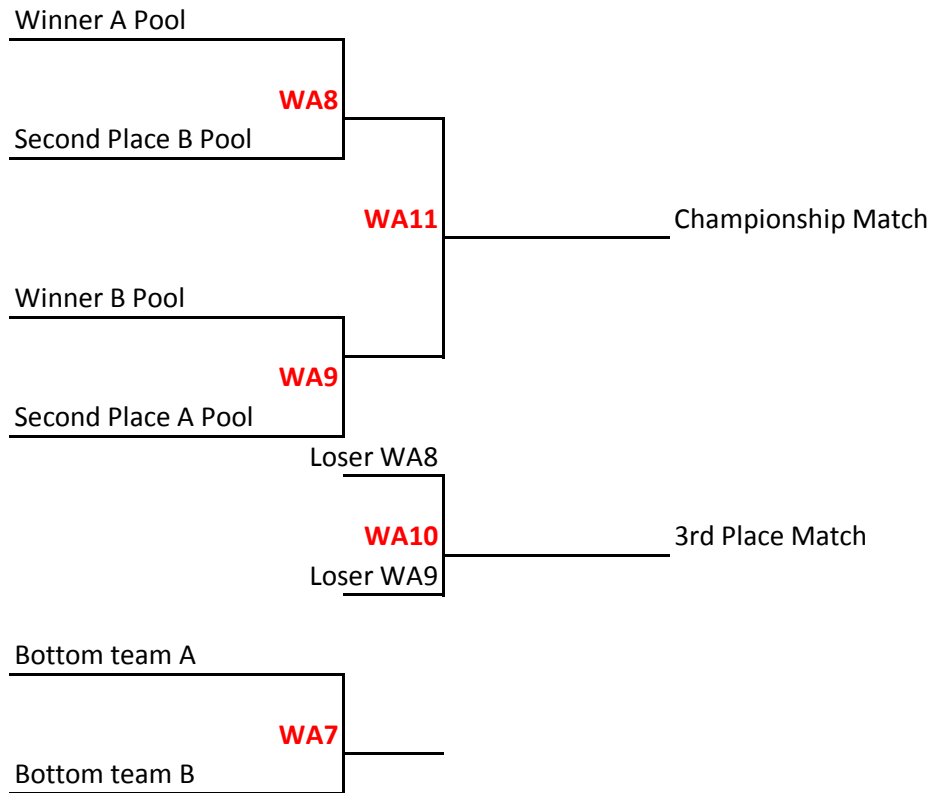 Winner A Pool
WA8
Second Place B Pool
WA11
Championship Match
Winner B Pool
WA9
Second Place A Pool
Loser WA8
WA10
3rd Place Match
Loser WA9
Bottom team A
WA7
Bottom team B